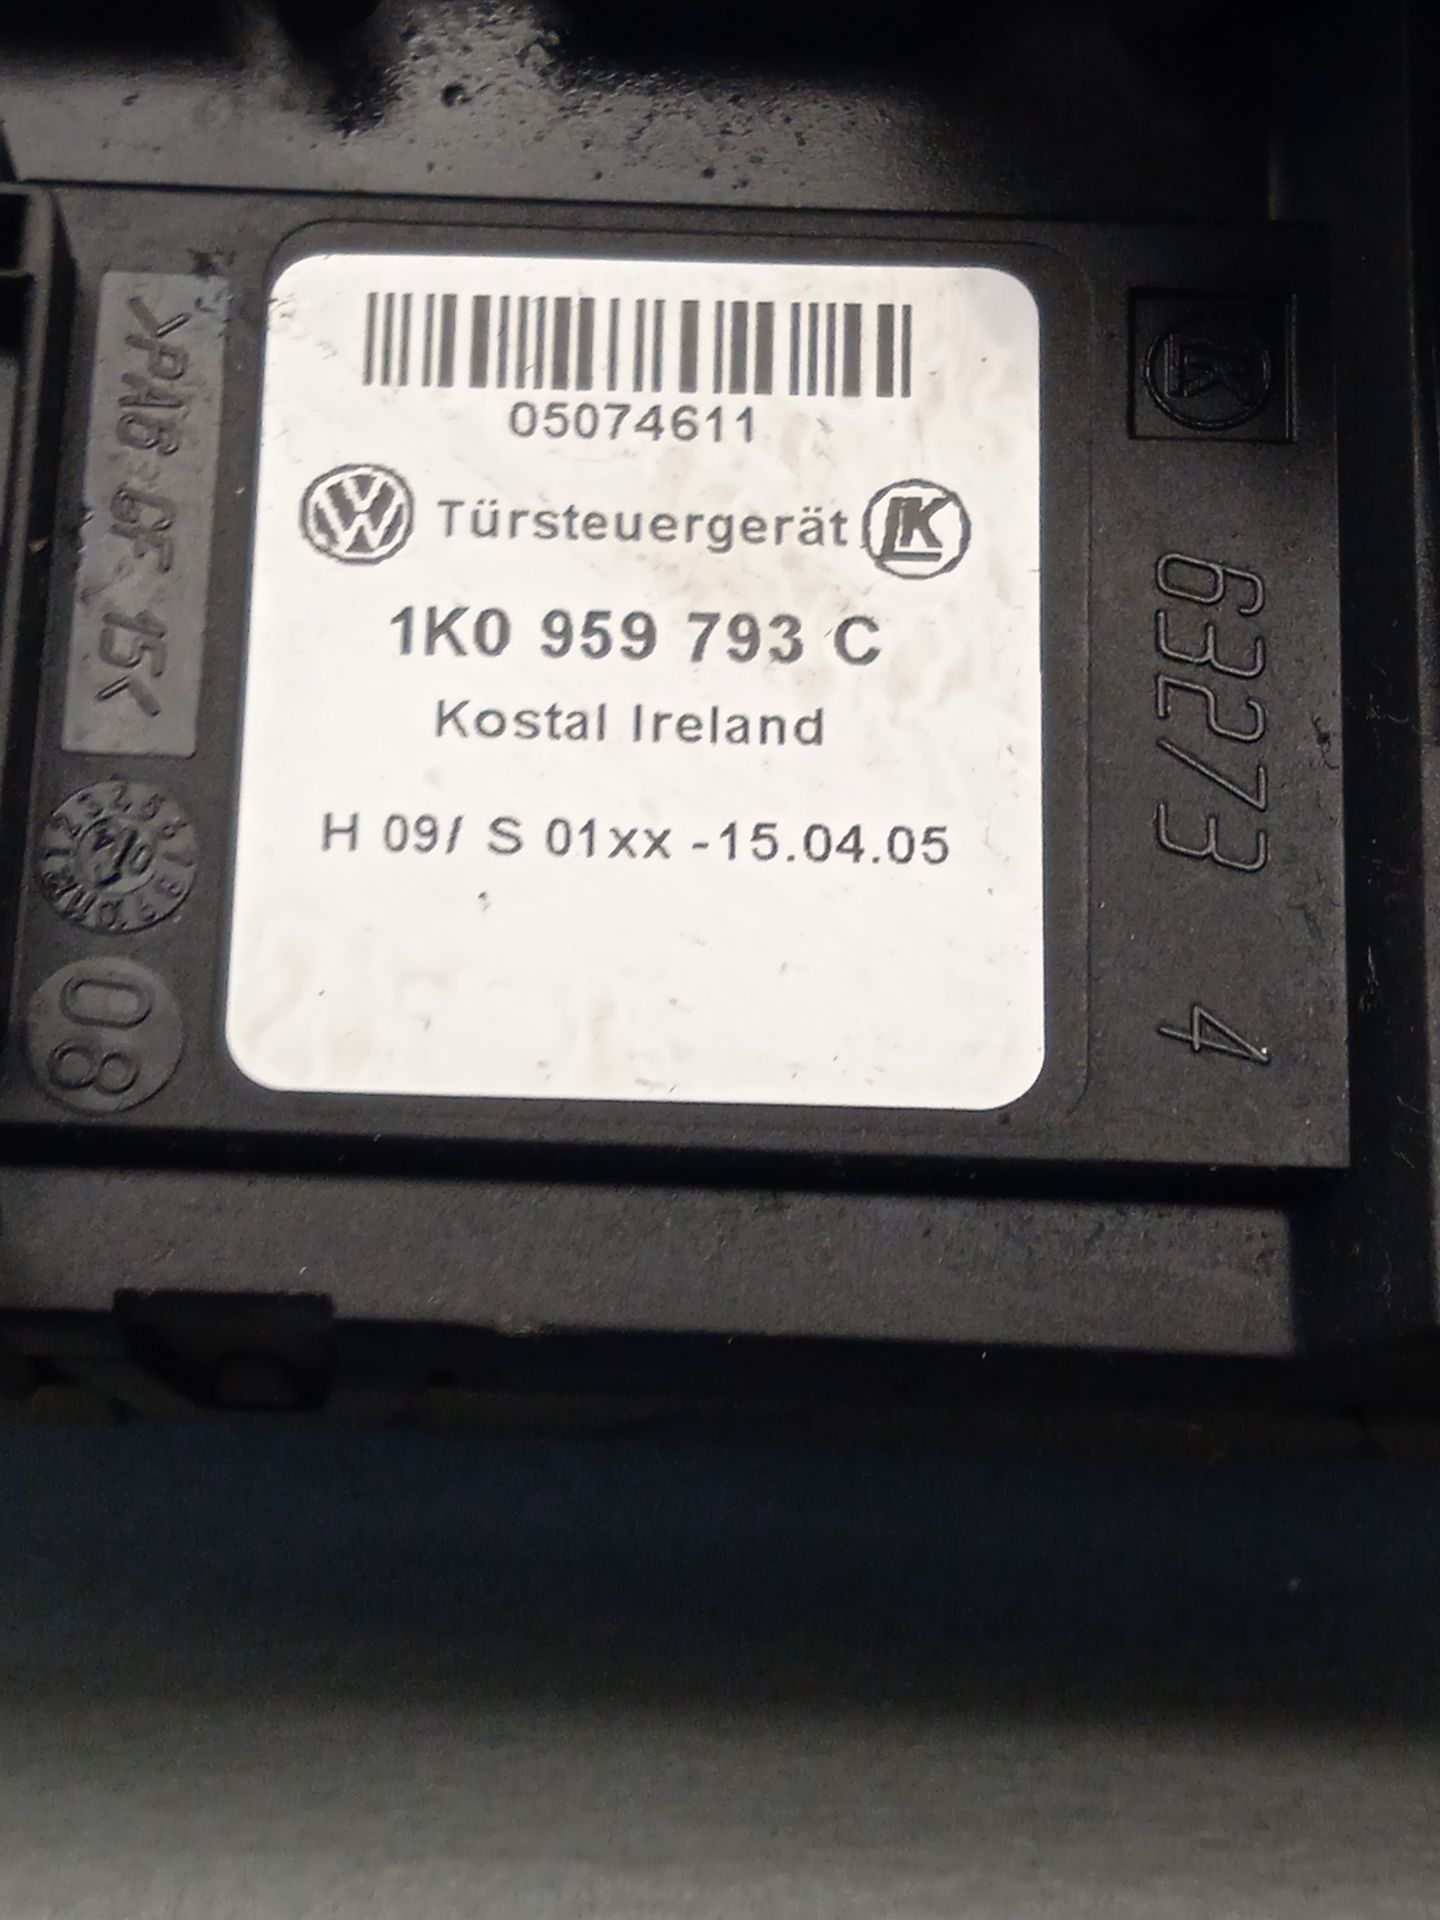 05074611
Türsteuergerät
1K0 959 793 C
Kostal Ireland
H 09/ S 01xx -15.04.05
63273 4
08